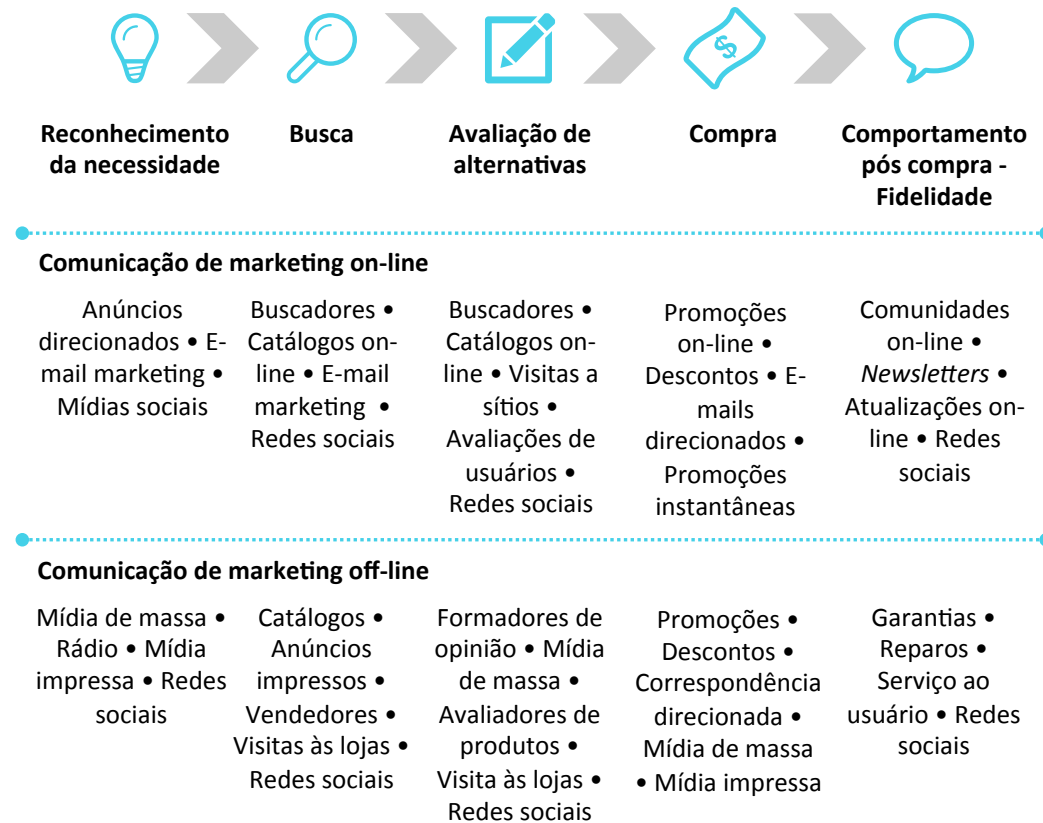 $
Reconhecimento
da necessidade
Busca
Avaliação de
alternativas
Compra
Comportamento
pós compra -
Fidelidade
Comunicação de marketing on-line
Anúncios
direcionados • E-
mail marketing •
Mídias sociais
Buscadores •
Catálogos on-
line • E-mail
marketing •
Redes sociais
Buscadores •
Catálogos on-
line • Visitas a
sítios •
Avaliações de
usuários •
Redes sociais
Promoções
on-line •
Descontos • E-
mails
direcionados •
Promoções
instantâneas
Comunidades
on-line •
Newsletters •
Atualizações on-
line • Redes
sociais
Comunicação de marketing off-line
Mídia de massa •
Rádio • Mídia
impressa • Redes
sociais
Catálogos •
Anúncios
impressos •
Vendedores •
Visitas às lojas •
Redes sociais
Formadores de
opinião • Mídia
de massa •
Avaliadores de
produtos •
Visita às lojas •
Redes sociais
Promoções •
Descontos •
Correspondência
direcionada •
Mídia de massa
• Mídia impressa
Garantias •
Reparos •
Serviço ao
usuário • Redes
sociais